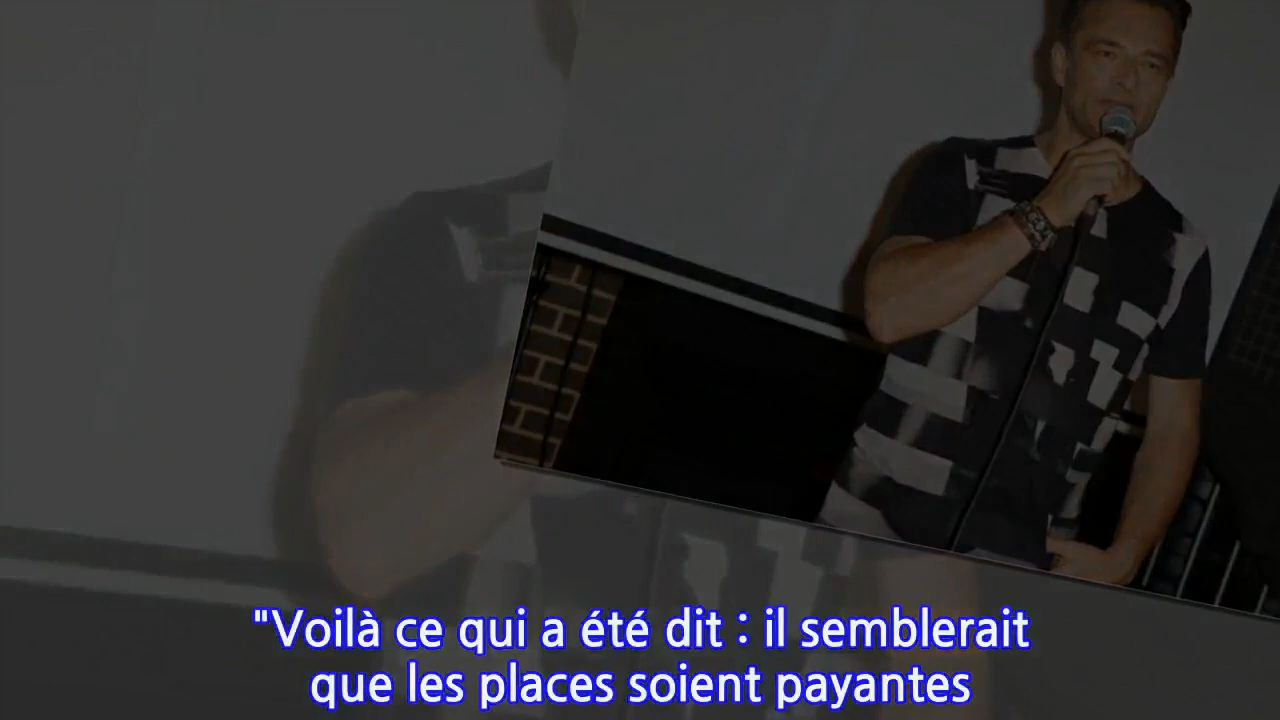 "Voilà ce qui a été dit : il semblerait
que les places soient payantes